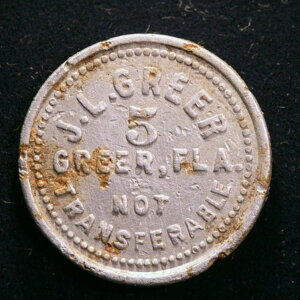 J.L. GREER
5
GREER, FLA.
NOT
TRANSFERABLE